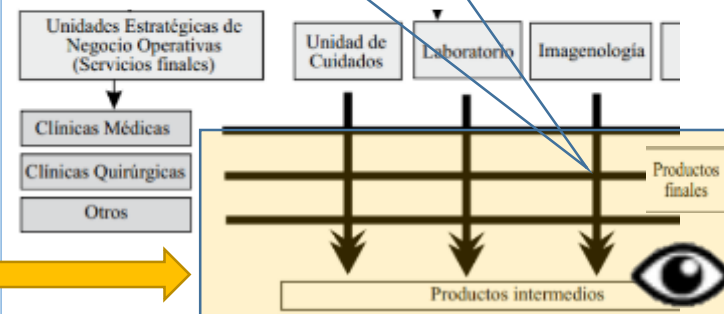 Unidades Estratégicas de
Negocio Operativas
(Servicios finales)
Unidad de
Cuidados
Laboratorio
Imagenología
Clínicas Médicas
Clínicas Quirúrgicas
Otros
Productos
finales
Productos intermedios